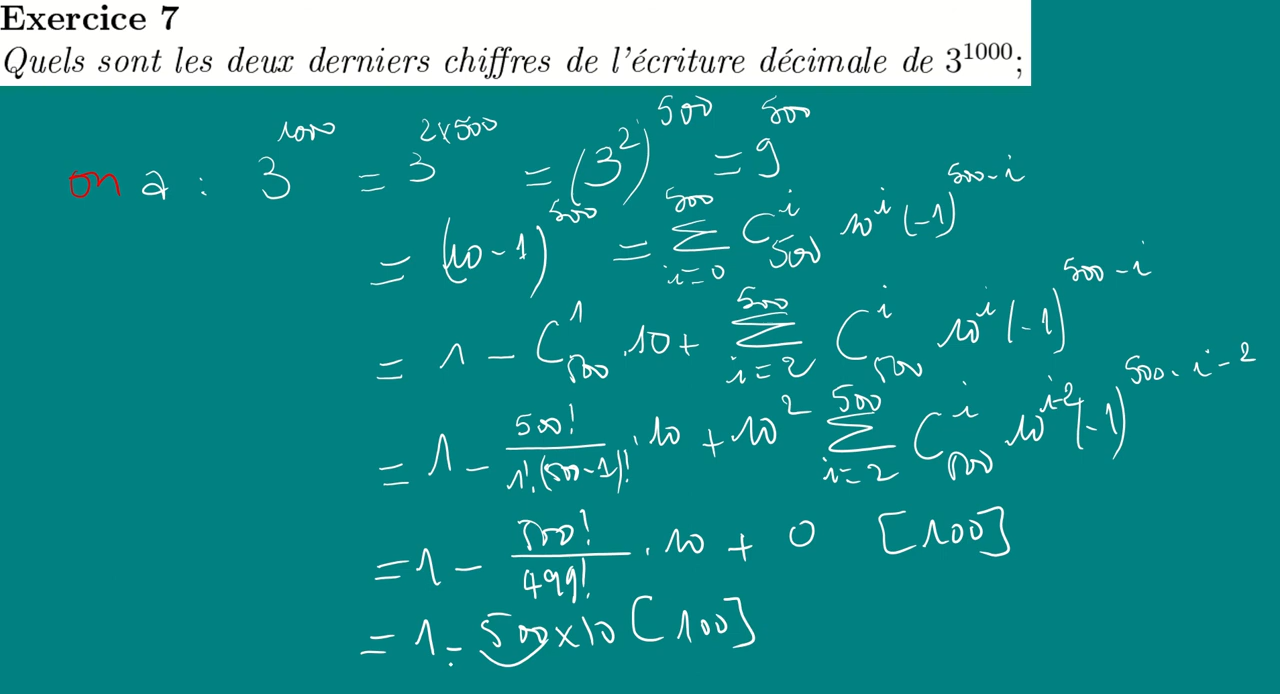 Exercice 7
Quels sont les deux derniers chiffres de l'écriture décimale de 3^1000;
on a : 3^1000 = 3^(2×500) = (3^2)^500 = 9^500
= (10-1)^500 = ∑_{i=0}^{500} C_500^i 10^i (-1)^(500-i)
= 1 - C_500^1 . 10 + ∑_{i=2}^{500} C_500^i 10^i (-1)^(500-i)
= 1 - 500!/(1!.(500-1)!) . 10 + 10^2 ∑_{i=2}^{500} C_500^i 10^(i-2) (-1)^(500-i-2)
= 1 - 500!/499! . 10 + 0 [100]
= 1 - 500×10 [100]